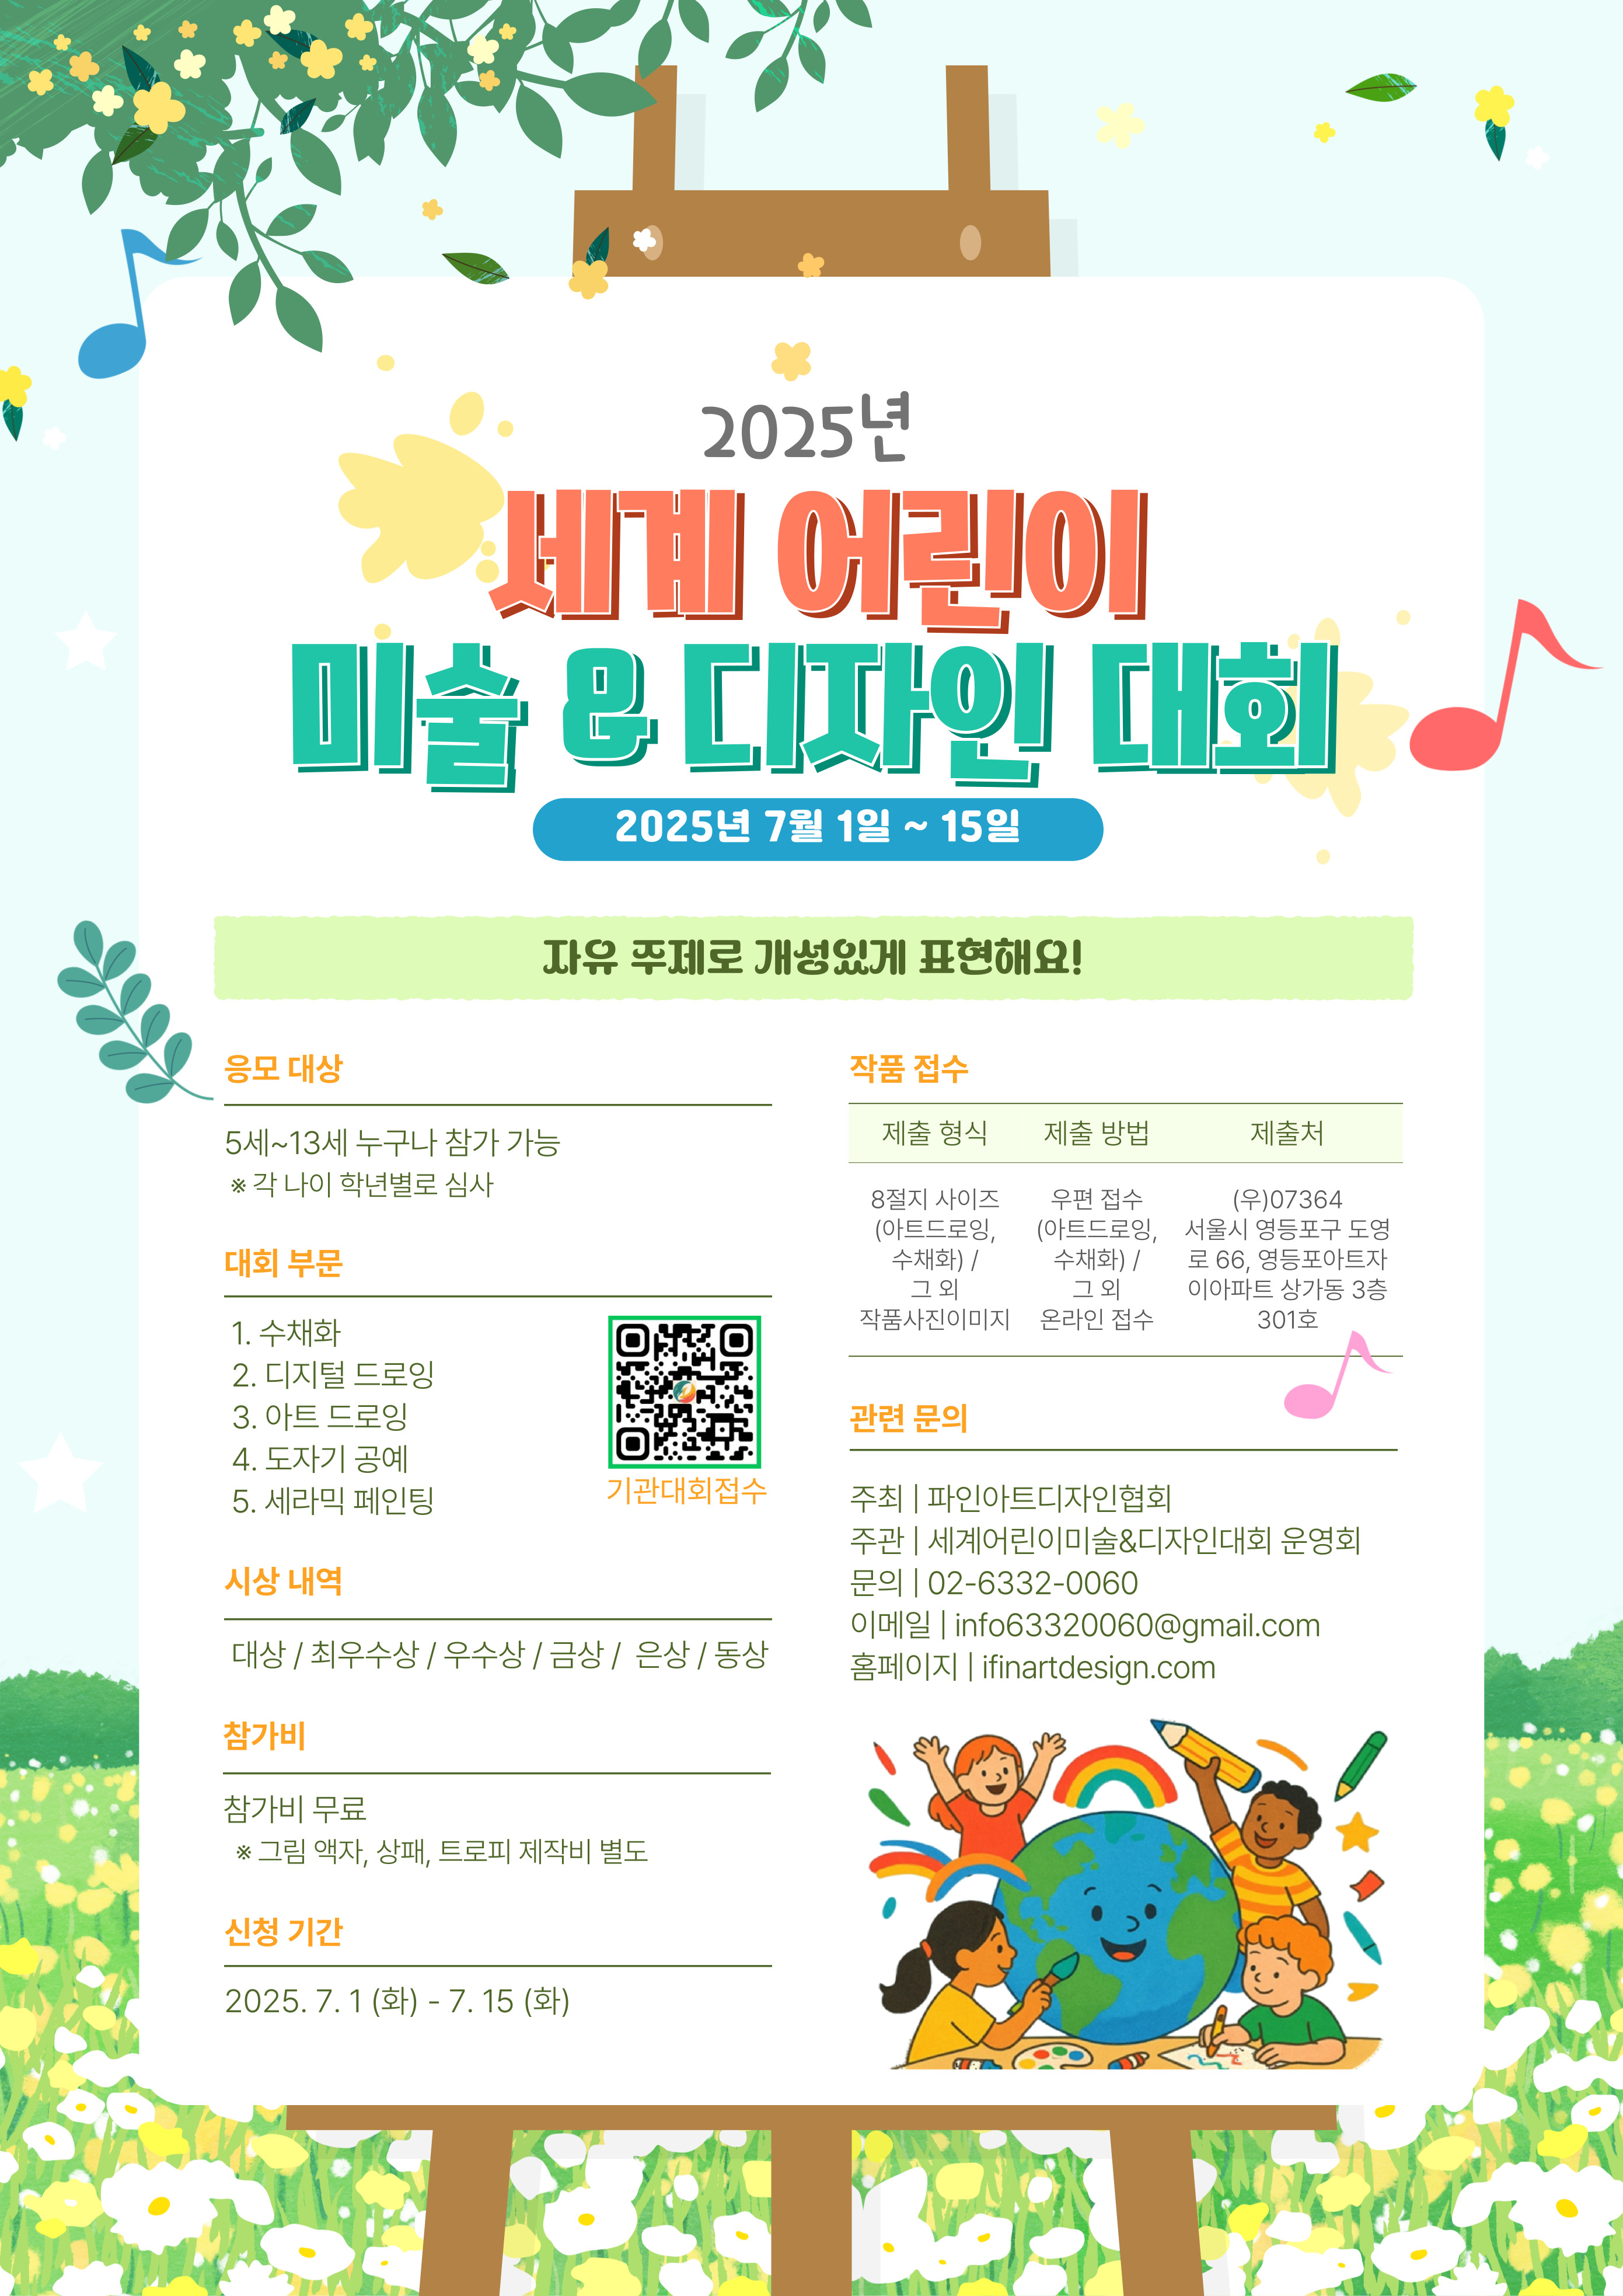 2025년
세계 어린이
미술 & 디자인 대회
2025년 7월 1일 ~ 15일
자유 주제로 개성있게 표현해요!
응모 대상
5세~13세 누구나 참가 가능
※ 각 나이 학년별로 심사
대회 부문
1. 수채화
2. 디지털 드로잉
3. 아트 드로잉
4. 도자기 공예
5. 세라믹 페인팅
기관대회접수
시상 내역
대상 / 최우수상 / 우수상 / 금상 / 은상 / 동상
참가비
참가비 무료
※ 그림 액자, 상패, 트로피 제작비 별도
신청 기간
2025. 7. 1 (화) - 7. 15 (화)
작품 접수
제출 형식
제출 방법
제출처
8절지 사이즈
(아트드로잉,
수채화) /
그 외
작품사진이미지
우편 접수
(아트드로잉,
수채화) /
그 외
온라인 접수
(우)07364
서울시 영등포구 도영
로 66, 영등포아트자
이아파트 상가동 3층
301호
관련 문의
주최 | 파인아트디자인협회
주관 | 세계어린이미술&디자인대회 운영회
문의 | 02-6332-0060
이메일 | info63320060@gmail.com
홈페이지 | ifinartdesign.com